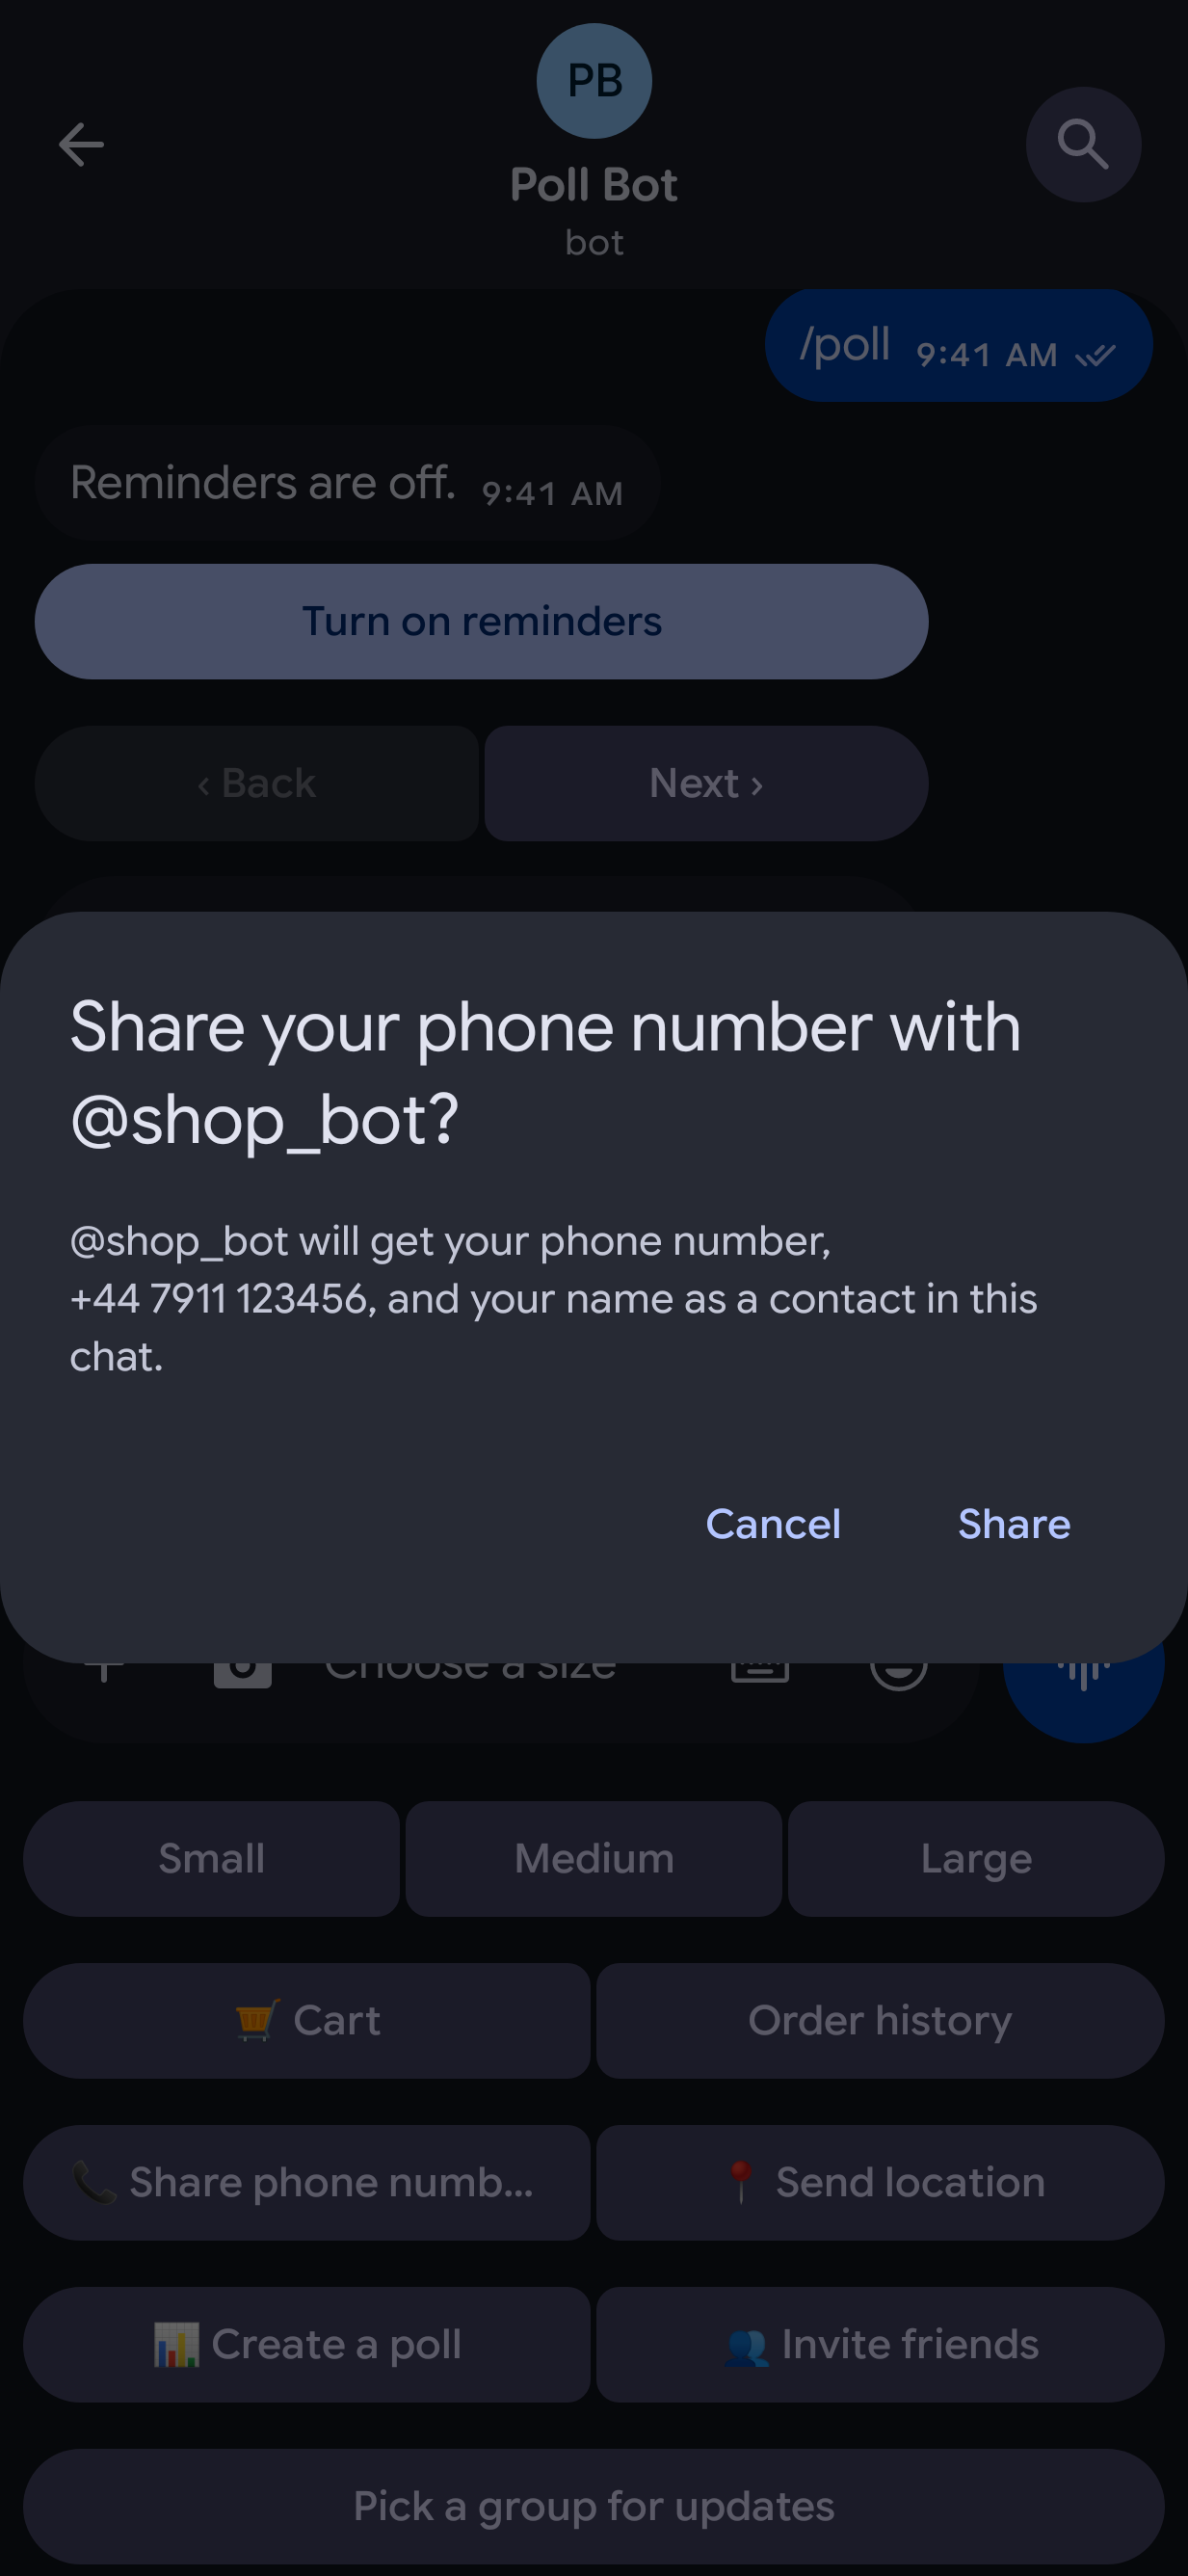 PB
Poll Bot
bot
/poll 9:41 AM
Reminders are off. 9:41 AM
Turn on reminders
‹ Back
Next ›
Share your phone number with
@shop_bot?
@shop_bot will get your phone number,
+44 7911 123456, and your name as a contact in this
chat.
Cancel
Share
Choose a size
Small
Medium
Large
Cart
Order history
Share phone numb...
Send location
Create a poll
Invite friends
Pick a group for updates